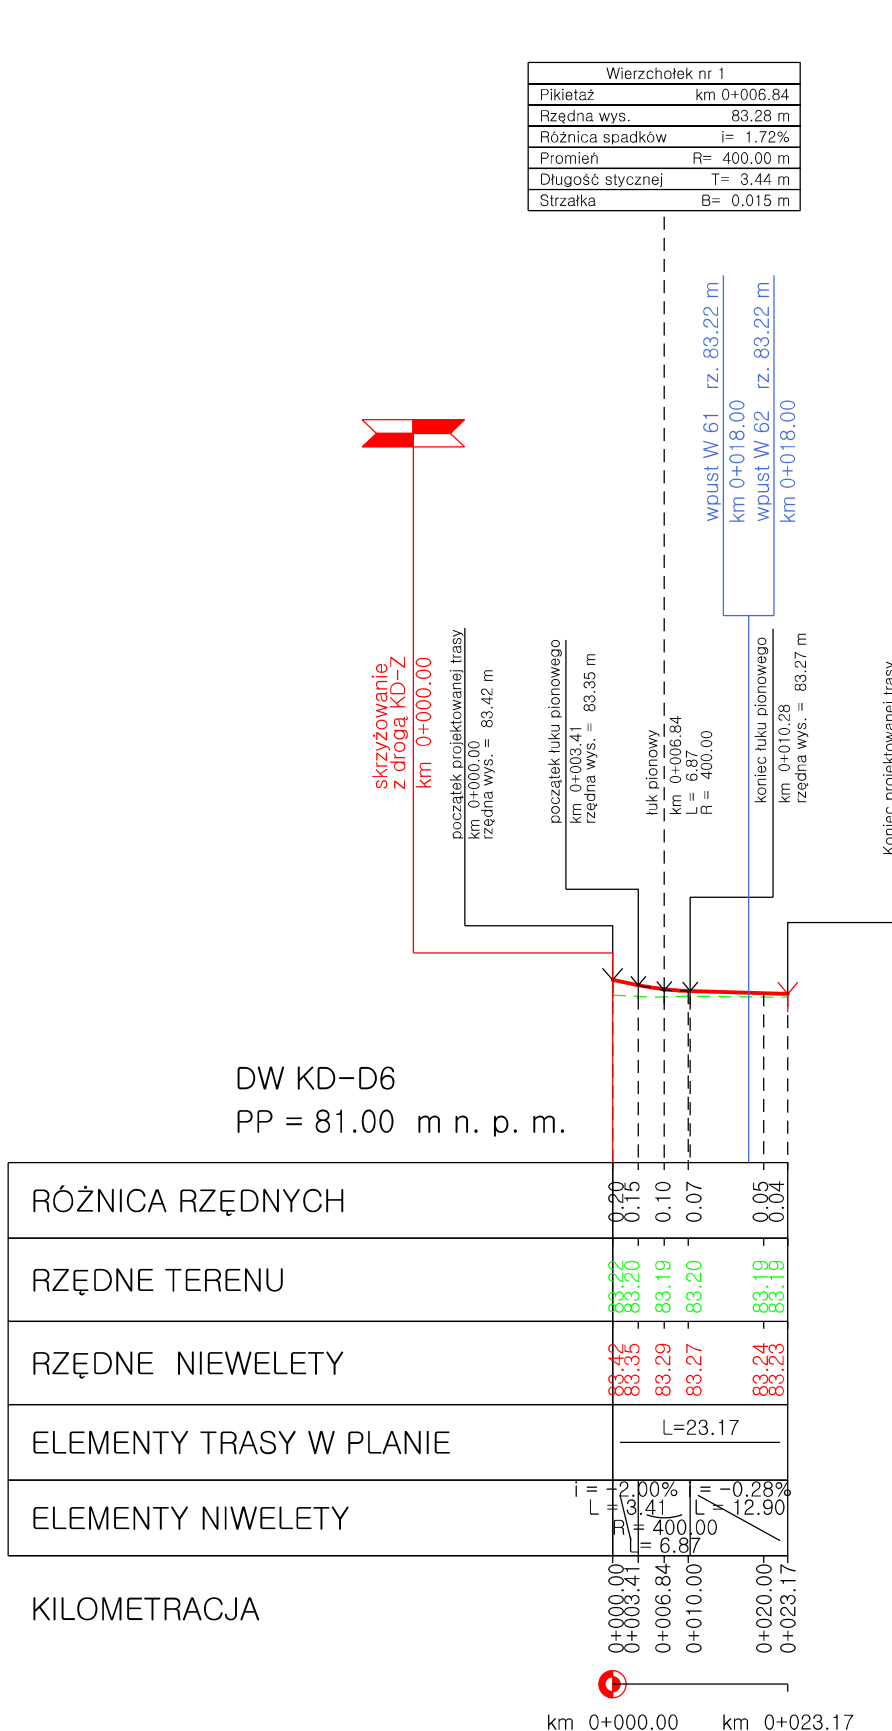 Wierzchołek nr 1
Pikietaż km 0+006.84
Rzędna wys. 83.28 m
Różnica spadków i= 1.72%
Promień R= 400.00 m
Długość stycznej T= 3.44 m
Strzałka B= 0.015 m
skrzyżowanie
z drogą KD-Z
km 0+000.00
początek projektowanej trasy
km 0+000.00
rzędna wys. = 83.42 m
początek łuku pionowego
km 0+003.41
rzędna wys. = 83.35 m
łuk pionowy
km 0+006.84
L = 6.87
R = 400.00
wpust W 61 rz. 83.22 m
km 0+018.00
wpust W 62 rz. 83.22 m
km 0+018.00
koniec łuku pionowego
km 0+010.28
rzędna wys. = 83.27 m
Koniec projektowanej trasy
DW KD-D6
PP = 81.00 m n. p. m.
RÓŻNICA RZĘDNYCH
0.20 0.15 0.10 0.07 0.05 0.04
RZĘDNE TERENU
83.22 83.20 83.19 83.20 83.19 83.19
RZĘDNE NIEWELETY
83.42 83.35 83.29 83.27 83.24 83.23
ELEMENTY TRASY W PLANIE
L=23.17
ELEMENTY NIWELETY
i = -2.00% i = -0.28%
L = 3.41 L = 12.90
R = 400.00
L= 6.87
KILOMETRACJA
0+000.00 0+003.41 0+006.84 0+010.00 0+020.00 0+023.17
km 0+000.00 km 0+023.17